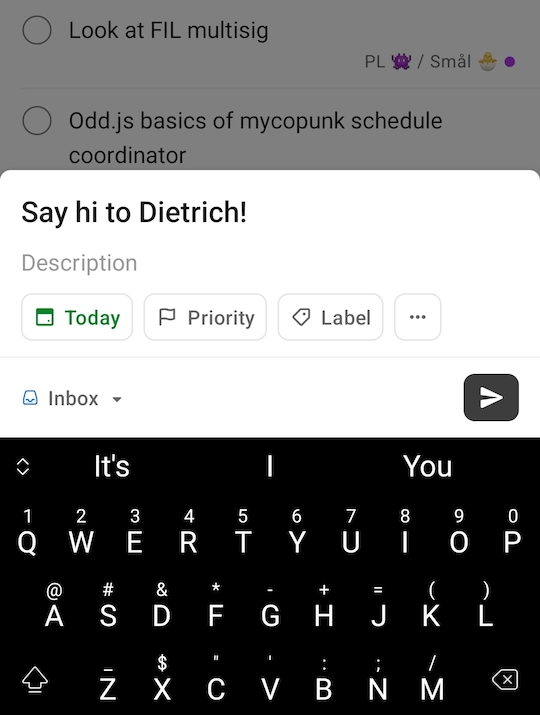 Look at FIL multisig
PL 👾 / Smål 🐣
Odd.js basics of mycopunk schedule
coordinator
Say hi to Dietrich!
Description
Today Priority Label ...
Inbox
It's I You
1 2 3 4 5 6 7 8 9 0
Q W E R T Y U I O P
@ # & * - + = ( )
A S D F G H J K L
_ $ " ' : ; /
Z X C V B N M